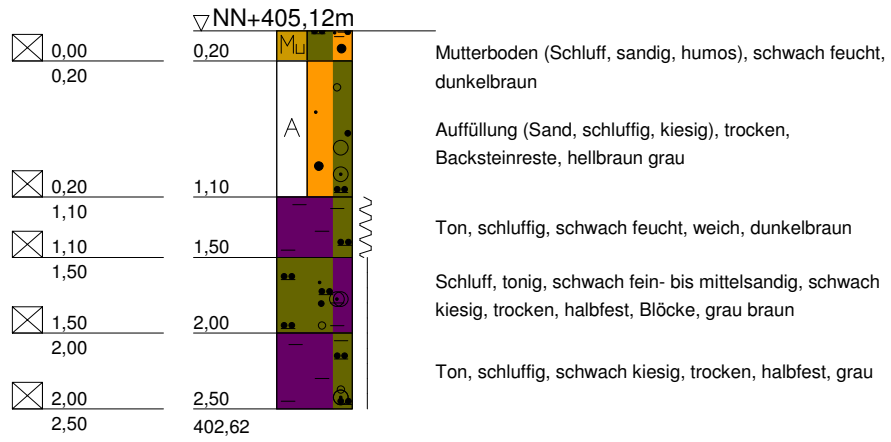 NN+405,12m
0,00
0,20
0,20
Mu
Mutterboden (Schluff, sandig, humos), schwach feucht,
dunkelbraun
A
Auffüllung (Sand, schluffig, kiesig), trocken,
Backsteinreste, hellbraun grau
0,20
1,10
1,10
Ton, schluffig, schwach feucht, weich, dunkelbraun
1,10
1,50
1,50
Schluff, tonig, schwach fein- bis mittelsandig, schwach
kiesig, trocken, halbfest, Blöcke, grau braun
1,50
2,00
2,00
Ton, schluffig, schwach kiesig, trocken, halbfest, grau
2,00
2,50
2,50
402,62